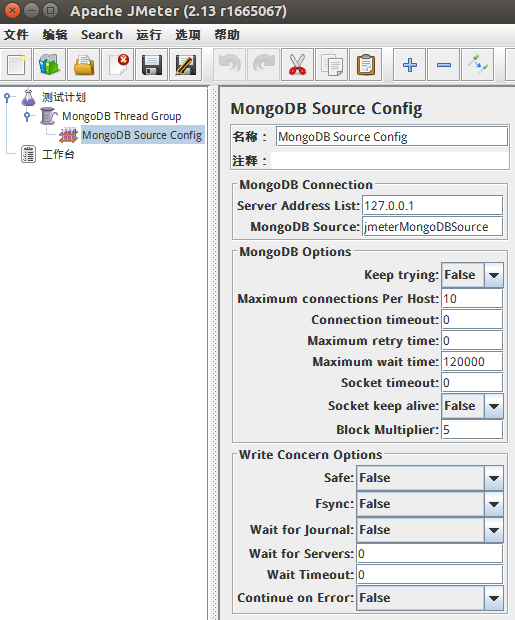 Apache JMeter (2.13 r1665067)
文件 编辑 Search 运行 选项 帮助
测试计划
MongoDB Thread Group
MongoDB Source Config
工作台
MongoDB Source Config
名称： MongoDB Source Config
注释：
MongoDB Connection
Server Address List: 127.0.0.1
MongoDB Source: jmeterMongoDBSource
MongoDB Options
Keep trying: False
Maximum connections Per Host: 10
Connection timeout: 0
Maximum retry time: 0
Maximum wait time: 120000
Socket timeout: 0
Socket keep alive: False
Block Multiplier: 5
Write Concern Options
Safe: False
Fsync: False
Wait for Journal: False
Wait for Servers: 0
Wait Timeout: 0
Continue on Error: False